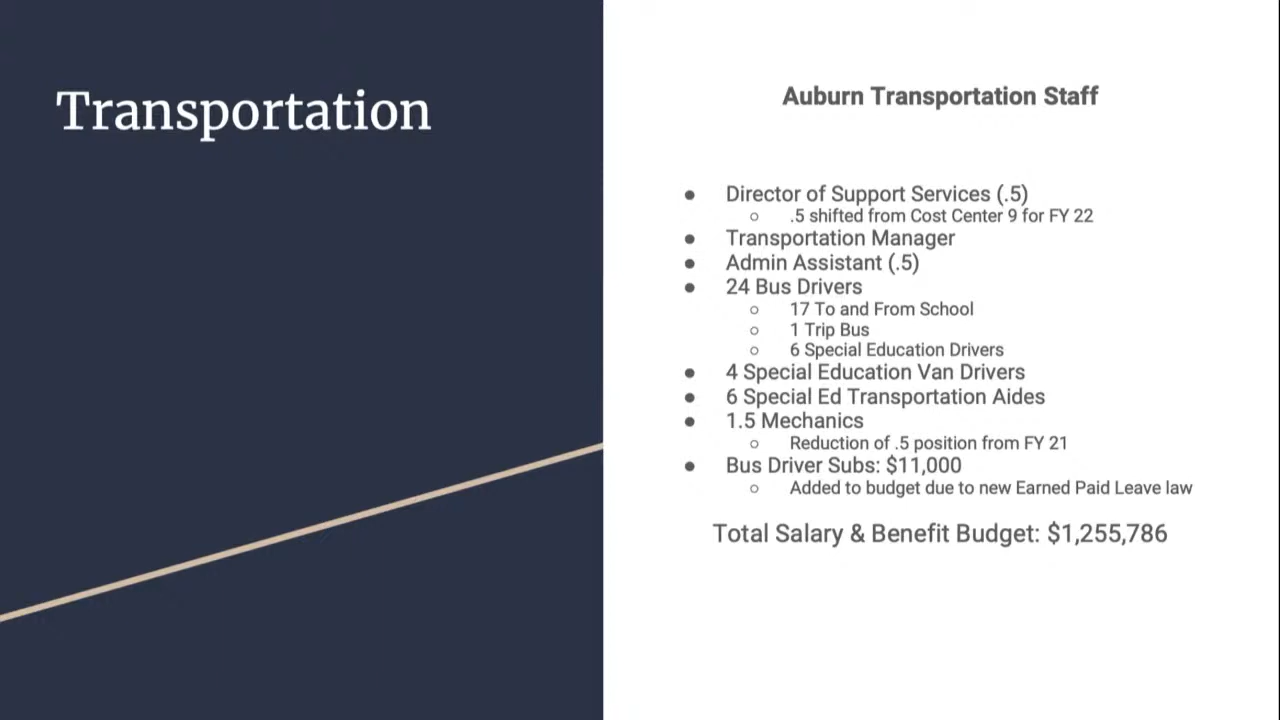 Transportation
Auburn Transportation Staff
● Director of Support Services (.5)
○ .5 shifted from Cost Center 9 for FY 22
● Transportation Manager
● Admin Assistant (.5)
● 24 Bus Drivers
○ 17 To and From School
○ 1 Trip Bus
○ 6 Special Education Drivers
● 4 Special Education Van Drivers
● 6 Special Ed Transportation Aides
● 1.5 Mechanics
○ Reduction of .5 position from FY 21
● Bus Driver Subs: $11,000
○ Added to budget due to new Earned Paid Leave law
Total Salary & Benefit Budget: $1,255,786